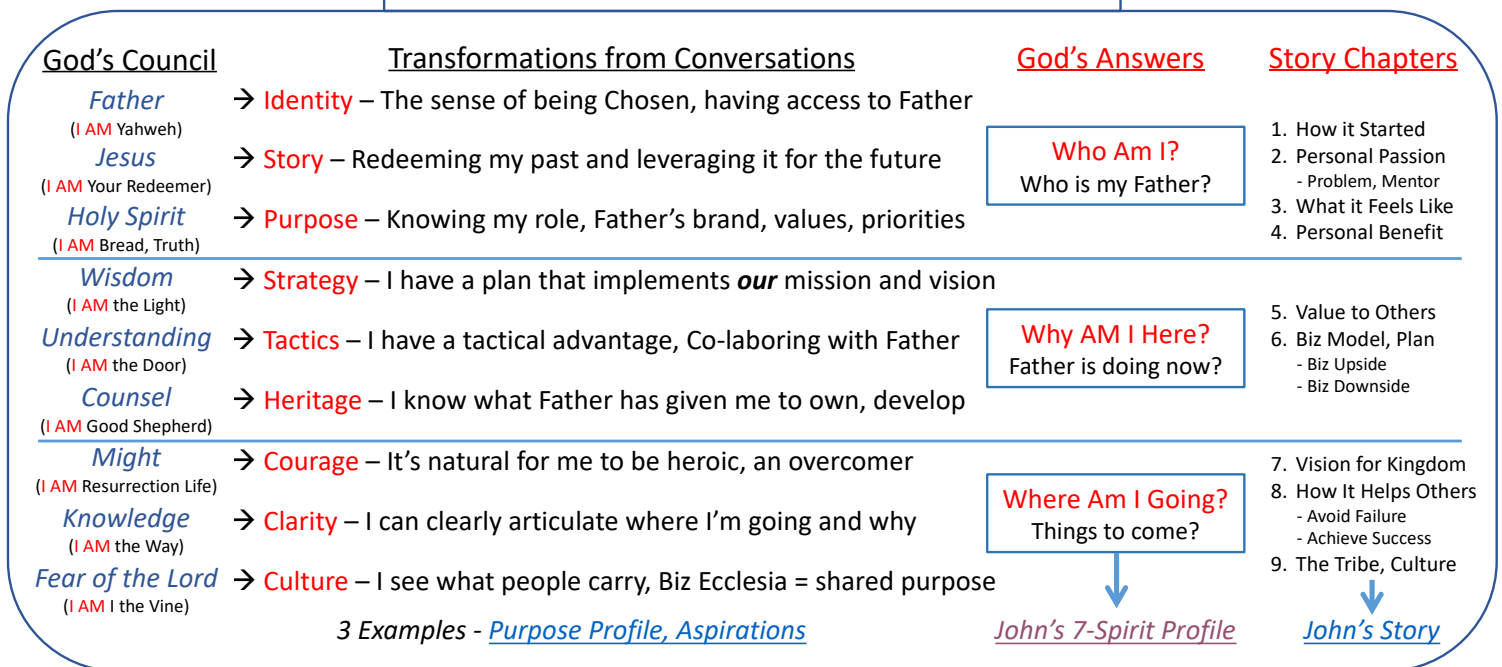 God's Council
Transformations from Conversations
God's Answers
Story Chapters
Father
(I AM Yahweh)
→ Identity – The sense of being Chosen, having access to Father
Jesus
(I AM Your Redeemer)
→ Story – Redeeming my past and leveraging it for the future
Holy Spirit
(I AM Bread, Truth)
→ Purpose – Knowing my role, Father's brand, values, priorities
Who Am I?
Who is my Father?
1. How it Started
2. Personal Passion
- Problem, Mentor
3. What it Feels Like
4. Personal Benefit
Wisdom
(I AM the Light)
→ Strategy – I have a plan that implements our mission and vision
Understanding
(I AM the Door)
→ Tactics – I have a tactical advantage, Co-laboring with Father
Counsel
(I AM Good Shepherd)
→ Heritage – I know what Father has given me to own, develop
Why AM I Here?
Father is doing now?
5. Value to Others
6. Biz Model, Plan
- Biz Upside
- Biz Downside
Might
(I AM Resurrection Life)
→ Courage – It's natural for me to be heroic, an overcomer
Knowledge
(I AM the Way)
→ Clarity – I can clearly articulate where I'm going and why
Fear of the Lord
(I AM I the Vine)
→ Culture – I see what people carry, Biz Ecclesia = shared purpose
Where Am I Going?
Things to come?
7. Vision for Kingdom
8. How It Helps Others
- Avoid Failure
- Achieve Success
9. The Tribe, Culture
3 Examples - Purpose Profile, Aspirations
John's 7-Spirit Profile
John's Story